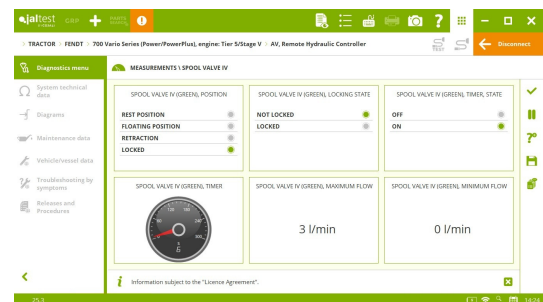 jaltest
GRP
PARTS
?
TEST
> TRACTOR > FENDT > 700 Vario Series (Power/PowerPlus), engine: Tier 5/Stage V > AV, Remote Hydraulic Controller
Disconnect
Diagnostics menu
System technical data
Diagrams
Maintenance data
Vehicle/vessel data
Troubleshooting by symptoms
Releases and Procedures
MEASUREMENTS \ SPOOL VALVE IV
SPOOL VALVE IV (GREEN), POSITION
REST POSITION
FLOATING POSITION
RETRACTION
LOCKED
SPOOL VALVE IV (GREEN), LOCKING STATE
NOT LOCKED
LOCKED
SPOOL VALVE IV (GREEN), TIMER, STATE
OFF
ON
SPOOL VALVE IV (GREEN), TIMER
SPOOL VALVE IV (GREEN), MAXIMUM FLOW
3 l/min
SPOOL VALVE IV (GREEN), MINIMUM FLOW
0 l/min
Information subject to the "Licence Agreement".
25.3
14:24